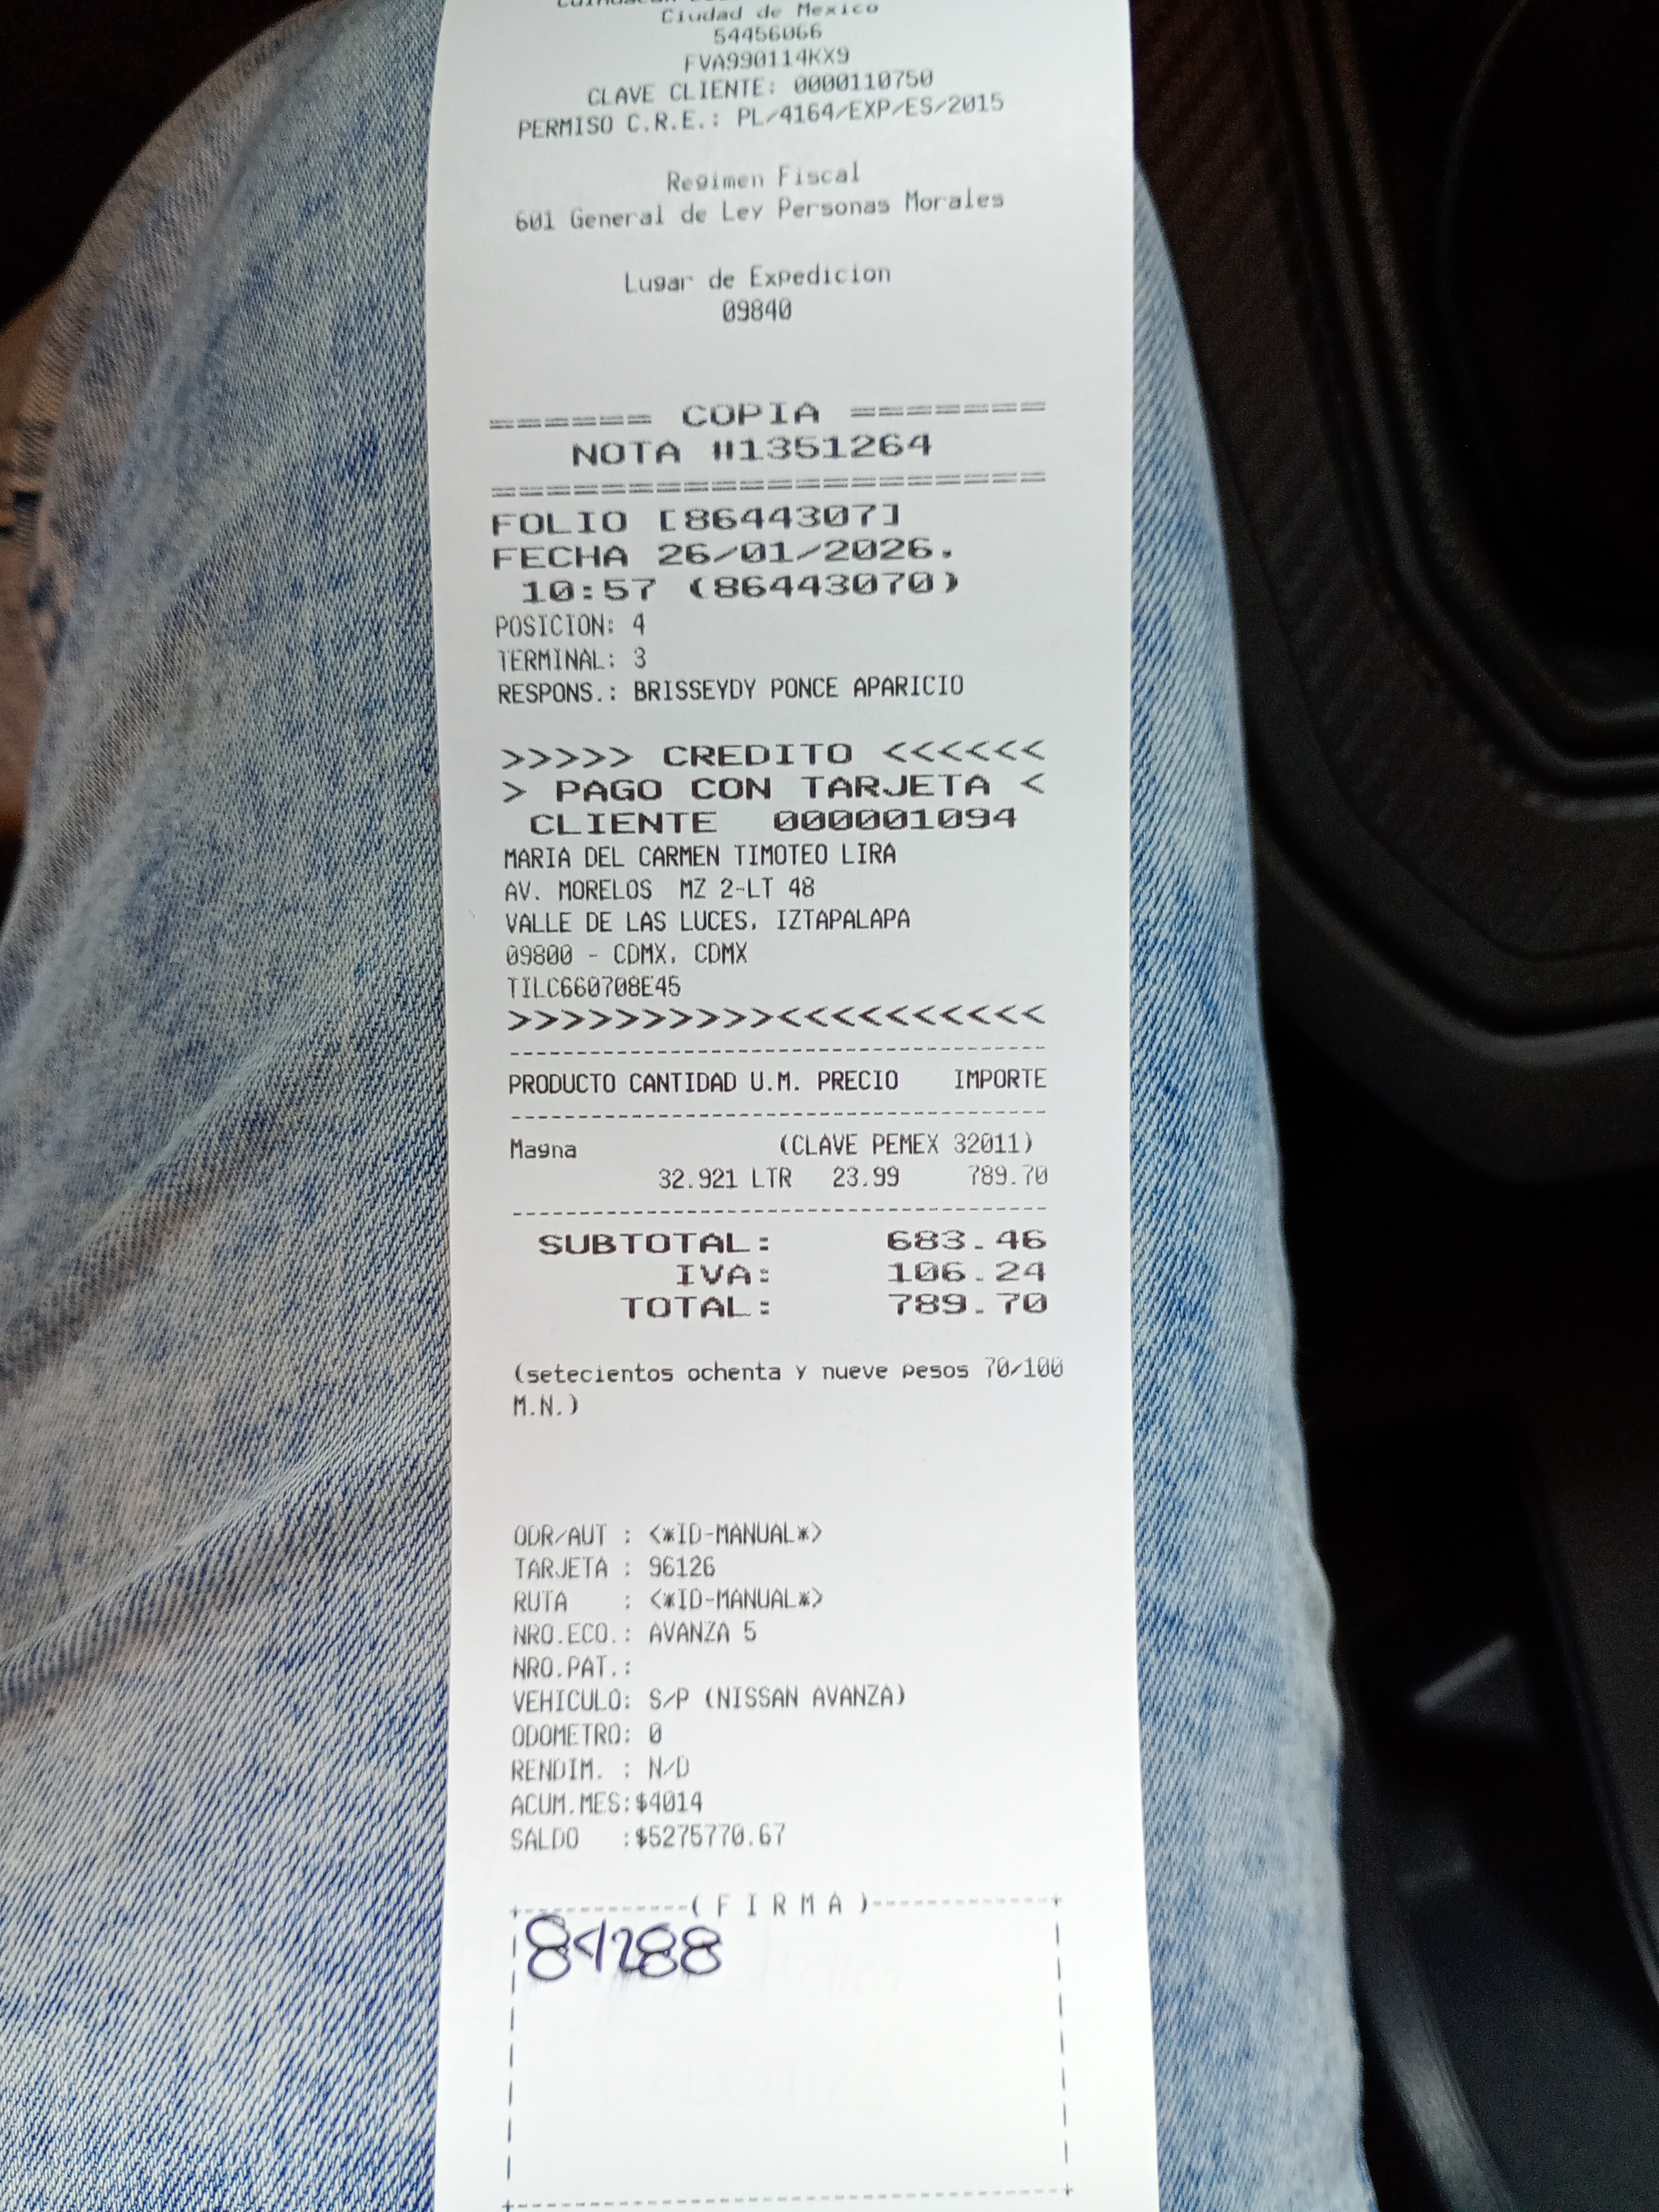 Ciudad de Mexico
54456066
FVA990114KX9
CLAVE CLIENTE: 0000110750
PERMISO C.R.E.: PL/4164/EXP/ES/2015
Regimen Fiscal
601 General de Ley Personas Morales
Lugar de Expedicion
09840
====== COPIA =======
NOTA #1351264
=====================
FOLIO [8644307]
FECHA 26/01/2026.
10:57 (86443070)
POSICION: 4
TERMINAL: 3
RESPONS.: BRISSEYDY PONCE APARICIO
>>>>> CREDITO <<<<<<
> PAGO CON TARJETA <
CLIENTE 000001094
MARIA DEL CARMEN TIMOTEO LIRA
AV. MORELOS MZ 2-LT 48
VALLE DE LAS LUCES, IZTAPALAPA
09800 - CDMX, CDMX
TILC660708E45
>>>>>>>>>><<<<<<<<<<
----------------------------------------
PRODUCTO CANTIDAD U.M. PRECIO IMPORTE
----------------------------------------
Magna (CLAVE PEMEX 32011)
32.921 LTR 23.99 789.70
----------------------------------------
SUBTOTAL: 683.46
IVA: 106.24
TOTAL: 789.70
(setecientos ochenta y nueve pesos 70/100
M.N.)
ODR/AUT : <*ID-MANUAL*>
TARJETA : 96126
RUTA : <*ID-MANUAL*>
NRO.ECO.: AVANZA 5
NRO.PAT.:
VEHICULO: S/P (NISSAN AVANZA)
ODOMETRO: 0
RENDIM. : N/D
ACUM.MES:$4014
SALDO :$5275770.67
+------------( F I R M A )--------------+